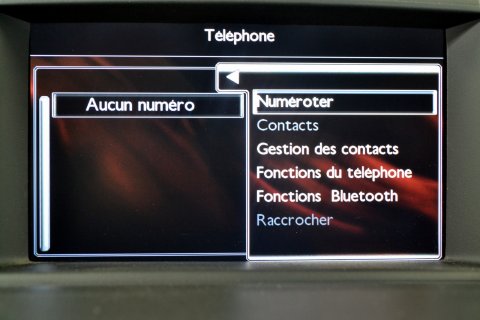 Téléphone
Aucun numéro
Numéroter
Contacts
Gestion des contacts
Fonctions du téléphone
Fonctions Bluetooth
Raccrocher